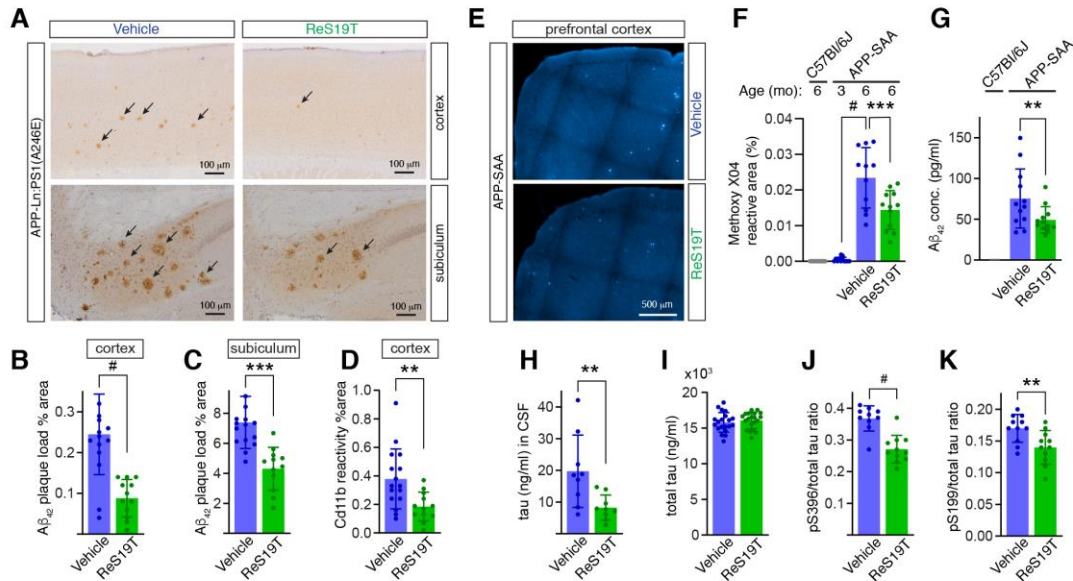 A
Vehicle
ReS19T
APP-Ln:PS1(A246E)
cortex
100 µm
100 µm
subiculum
100 µm
100 µm
E
prefrontal cortex
APP-SAA
Vehicle
ReS19T
500 µm
F
C57Bl/6J
APP-SAA
Age (mo): 6 3 6 6
# ***
Methoxy X04
reactive area (%)
0.04
0.03
0.02
0.01
0.00
Vehicle
ReS19T
G
C57Bl/6J
APP-SAA
**
Aβ42 conc. (pg/ml)
150
100
50
0
Vehicle
ReS19T
B
cortex
#
Aβ42 plaque load % area
0.3
0.2
0.1
Vehicle
ReS19T
C
subiculum
***
Aβ42 plaque load % area
8
6
4
2
Vehicle
ReS19T
D
cortex
**
Cd11b reactivity %area
1.0
0.8
0.6
0.4
0.2
0.0
Vehicle
ReS19T
H
**
tau (ng/ml) in CSF
40
30
20
10
Vehicle
ReS19T
I
x10³
total tau (ng/ml)
20
15
10
5
0
Vehicle
ReS19T
J
#
pS396/total tau ratio
0.4
0.3
0.2
0.1
0
Vehicle
ReS19T
K
**
pS199/total tau ratio
0.20
0.15
0.10
0.05
0.00
Vehicle
ReS19T